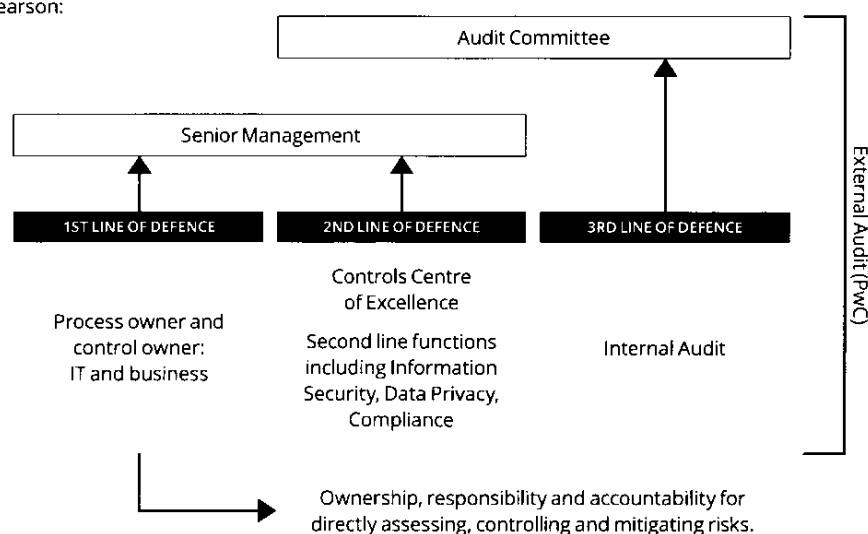 earson:
Audit Committee
Senior Management
1ST LINE OF DEFENCE
2ND LINE OF DEFENCE
3RD LINE OF DEFENCE
Process owner and
control owner:
IT and business
Controls Centre
of Excellence
Second line functions
including Information
Security, Data Privacy,
Compliance
Internal Audit
External Audit (PwC)
Ownership, responsibility and accountability for
directly assessing, controlling and mitigating risks.